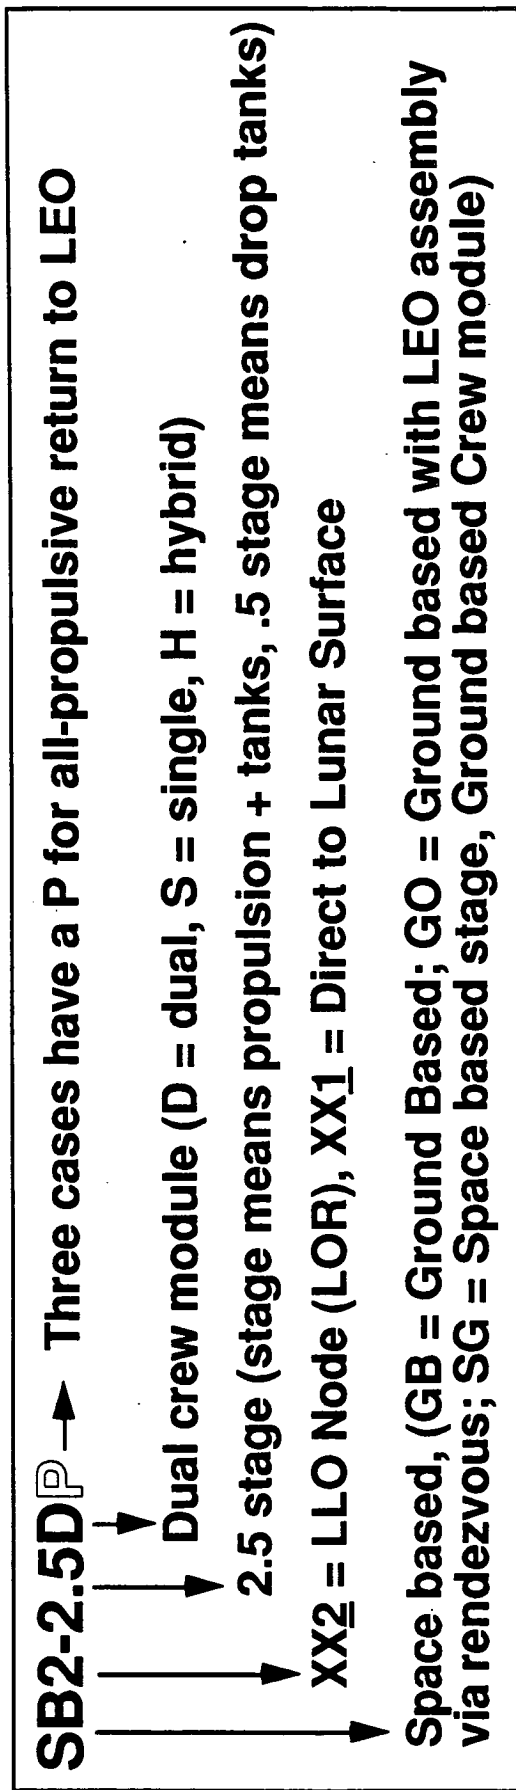 SB2-2.5DP Three cases have a P for all-propulsive return to LEO
Dual crew module (D = dual, S = single, H = hybrid)
2.5 stage (stage means propulsion + tanks, .5 stage means drop tanks)
XX2 = LLO Node (LOR), XX1 = Direct to Lunar Surface
Space based, (GB = Ground Based; GO = Ground based with LEO assembly
via rendezvous; SG = Space based stage, Ground based Crew module)